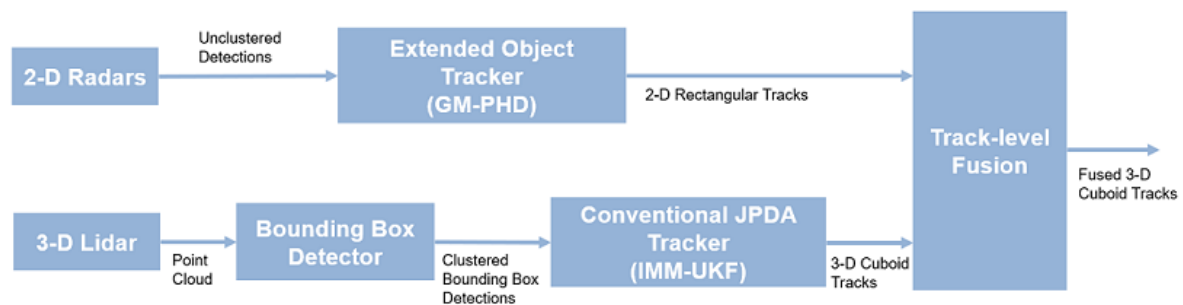 2-D Radars
Unclustered
Detections
Extended Object
Tracker
(GM-PHD)
2-D Rectangular Tracks
Track-level
Fusion
Fused 3-D
Cuboid Tracks
3-D Lidar
Point
Cloud
Bounding Box
Detector
Clustered
Bounding Box
Detections
Conventional JPDA
Tracker
(IMM-UKF)
3-D Cuboid
Tracks